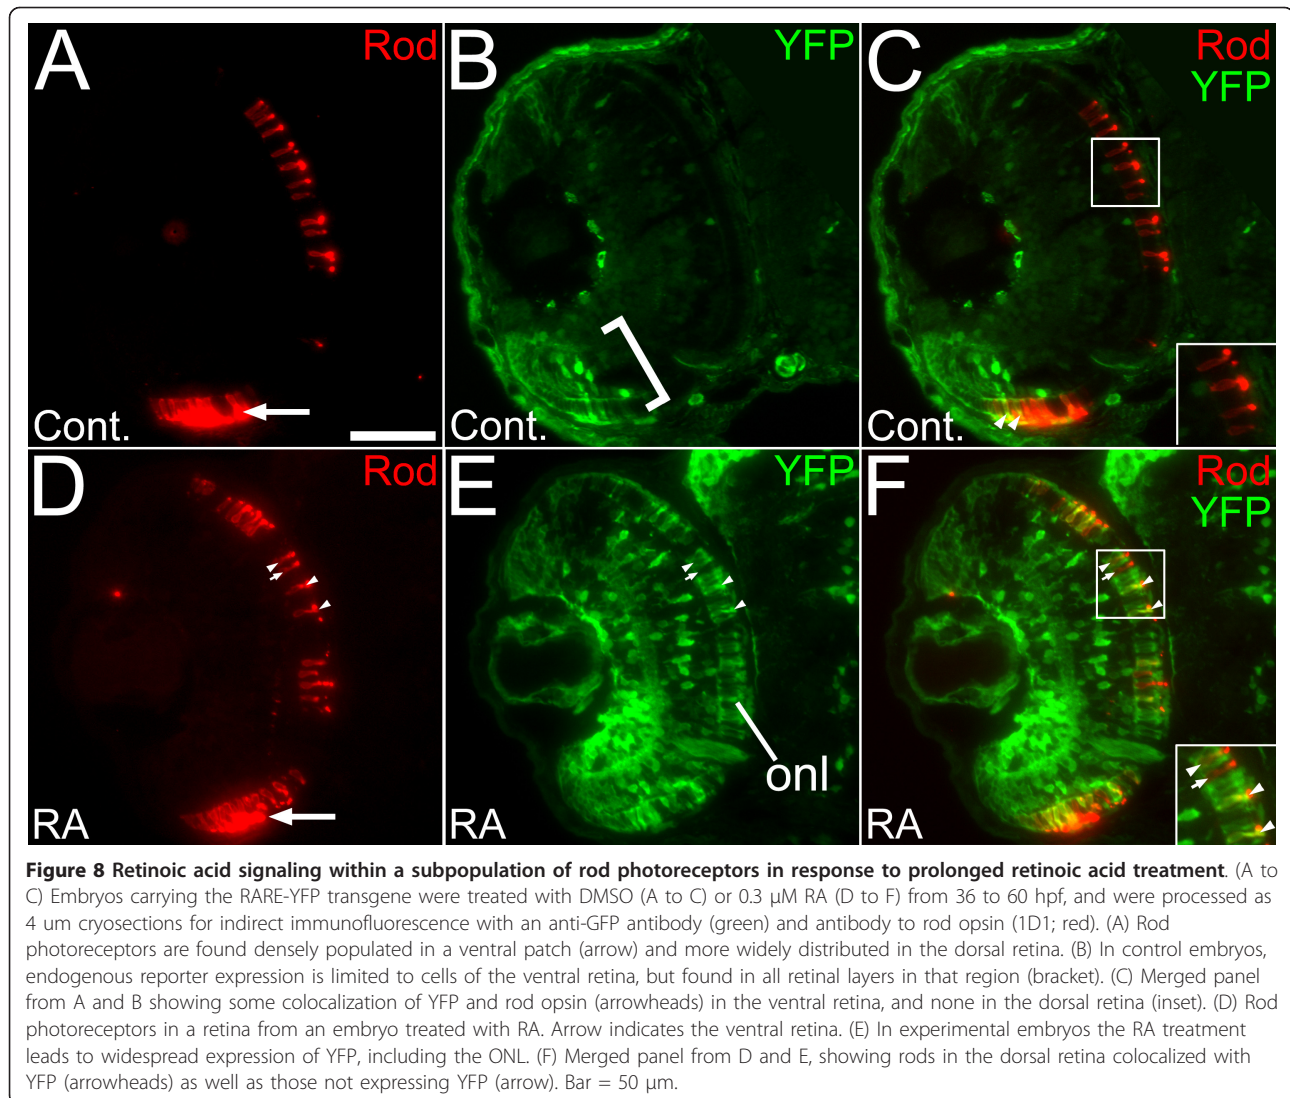 A
Rod
Cont.
B
YFP
C
Rod
YFP
Cont.
D
Rod
RA
E
YFP
onl
F
Rod
YFP
RA
Figure 8 Retinoic acid signaling within a subpopulation of rod photoreceptors in response to prolonged retinoic acid treatment. (A to
C) Embryos carrying the RARE-YFP transgene were treated with DMSO (A to C) or 0.3 μM RA (D to F) from 36 to 60 hpf, and were processed as
4 um cryosections for indirect immunofluorescence with an anti-GFP antibody (green) and antibody to rod opsin (1D1; red). (A) Rod
photoreceptors are found densely populated in a ventral patch (arrow) and more widely distributed in the dorsal retina. (B) In control embryos,
endogenous reporter expression is limited to cells of the ventral retina, but found in all retinal layers in that region (bracket). (C) Merged panel
from A and B showing some colocalization of YFP and rod opsin (arrowheads) in the ventral retina, and none in the dorsal retina (inset). (D) Rod
photoreceptors in a retina from an embryo treated with RA. Arrow indicates the ventral retina. (E) In experimental embryos the RA treatment
leads to widespread expression of YFP, including the ONL. (F) Merged panel from D and E, showing rods in the dorsal retina colocalized with
YFP (arrowheads) as well as those not expressing YFP (arrow). Bar = 50 μm.